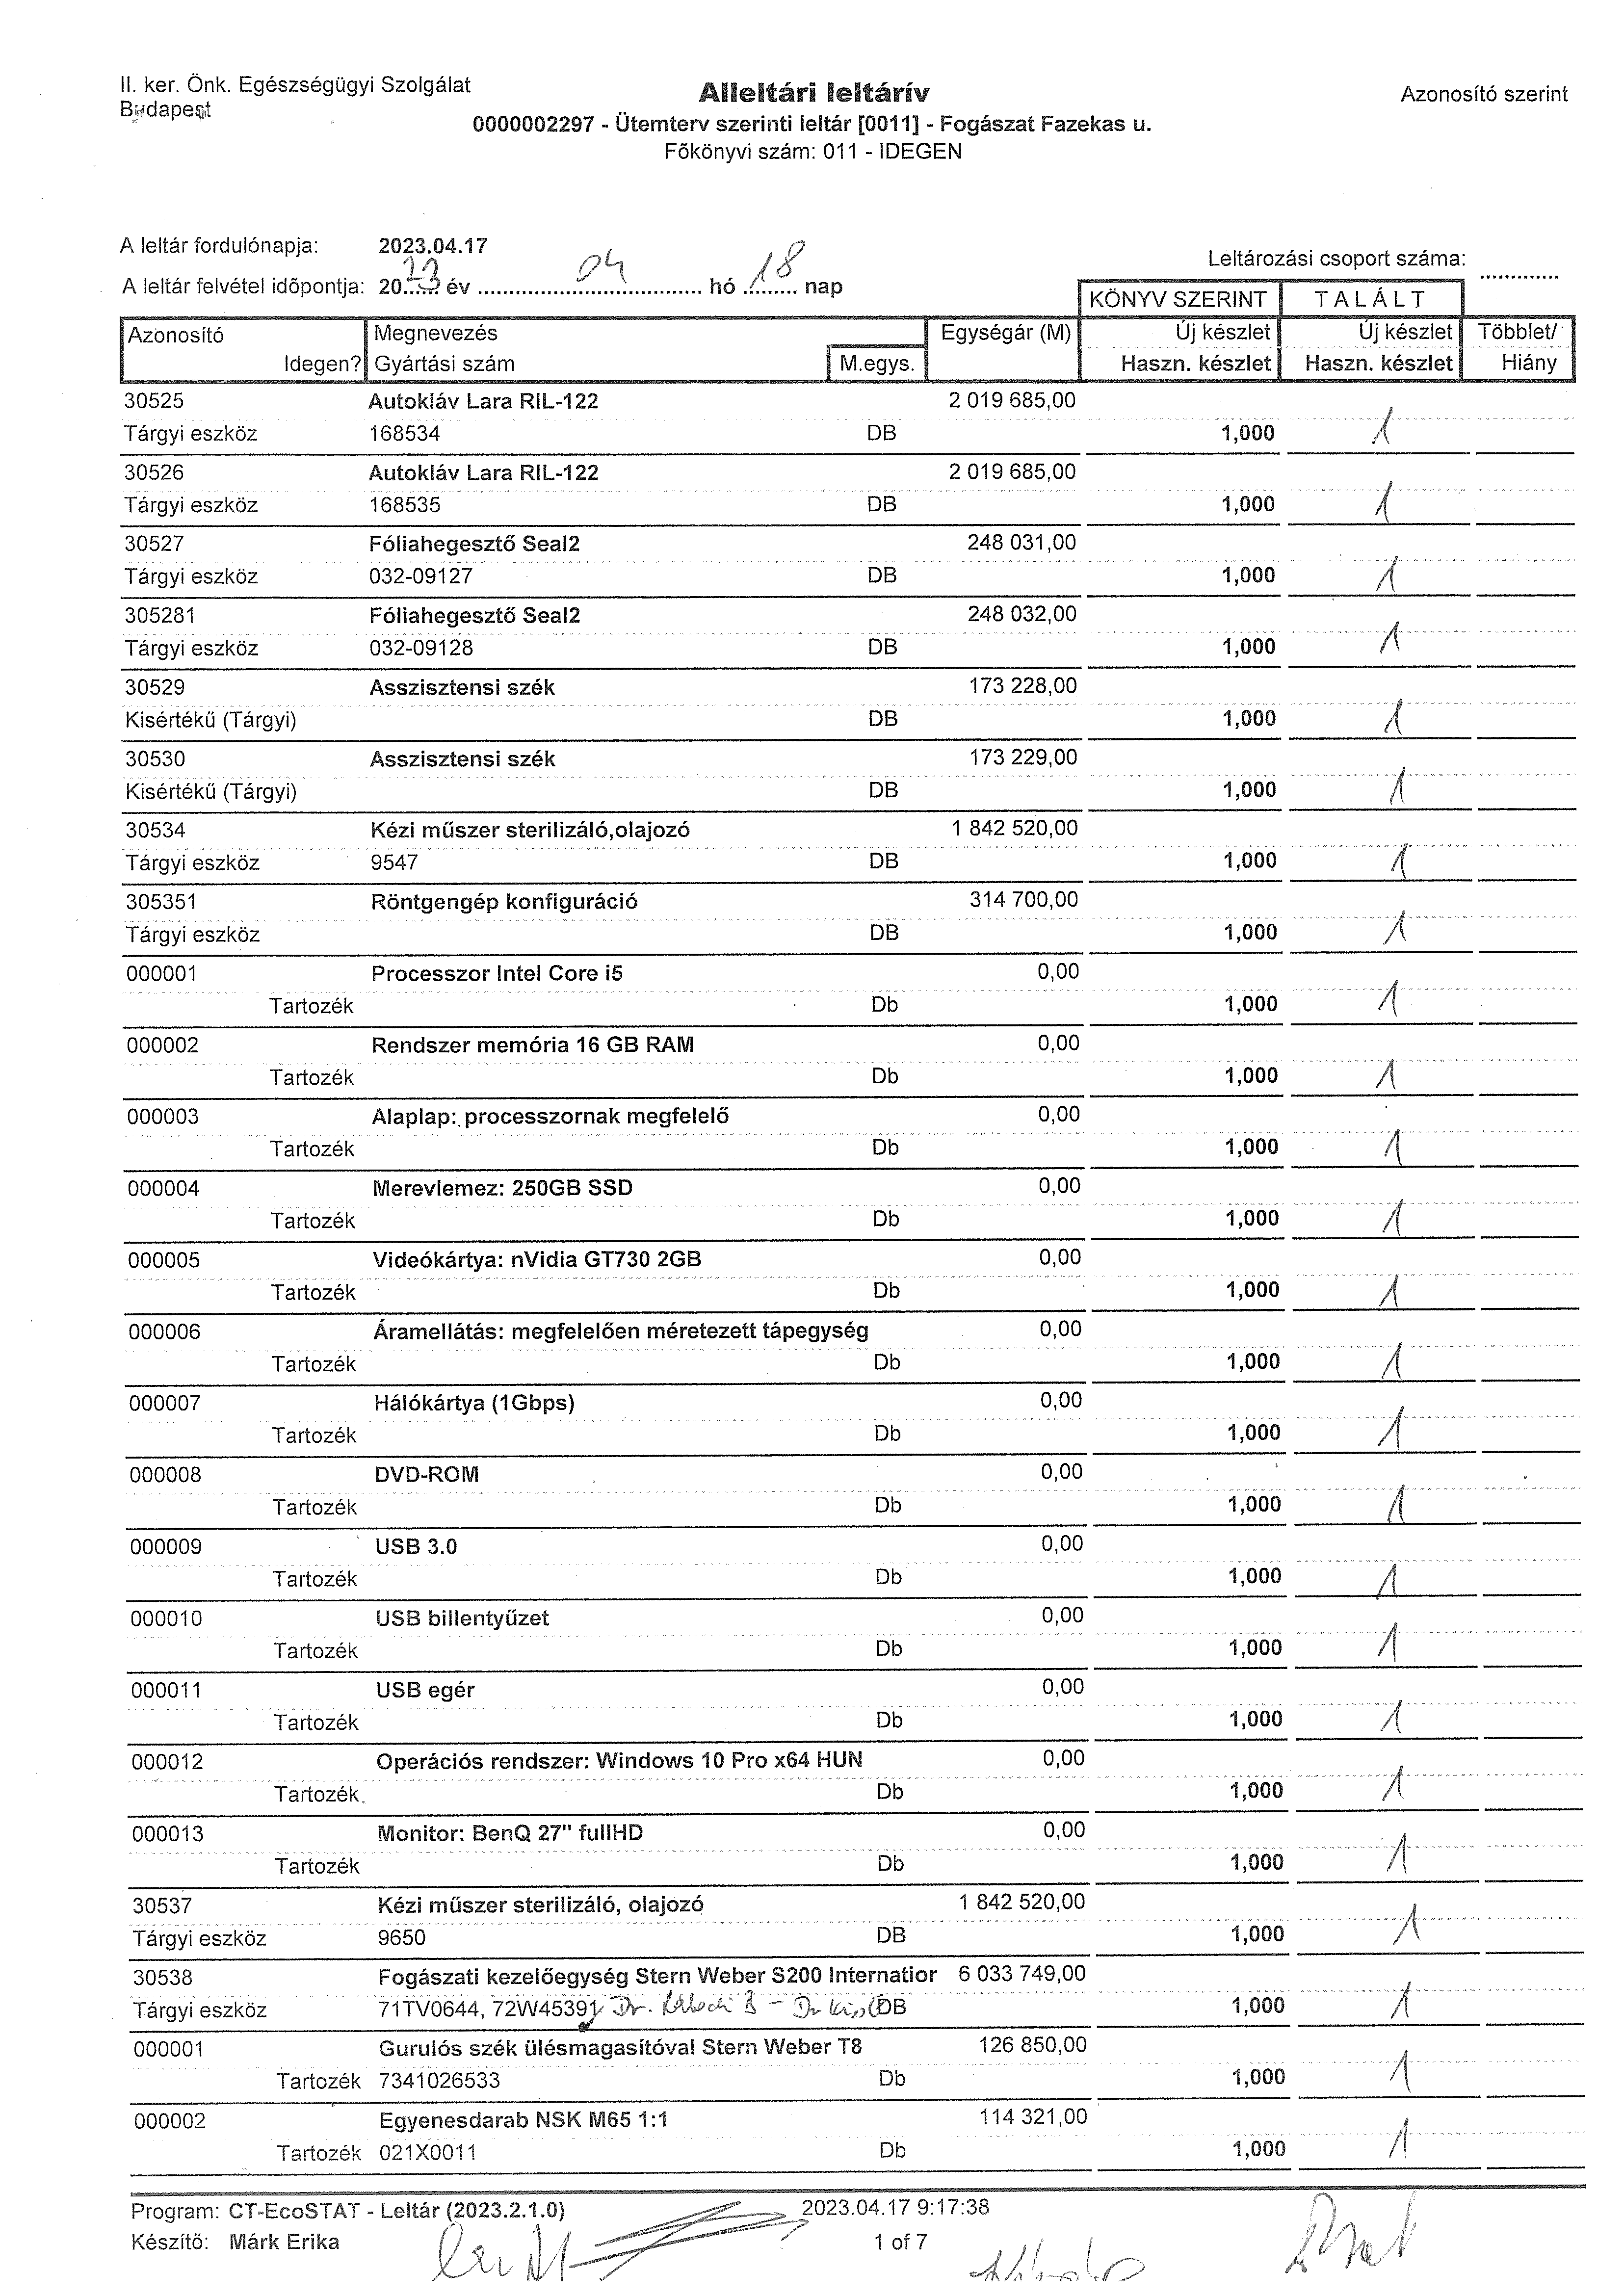 II. ker. Önk. Egészségügyi Szolgálat
Budapest
Alleltári leltárív
Azonosító szerint
0000002297 - Ütemterv szerinti leltár [0011] - Fogászat Fazekas u.
Főkönyvi szám: 011 - IDEGEN
A leltár fordulónapja: 2023.04.17
Leltározási csoport száma: ............
A leltár felvétel időpontja: 2023 év 04 hó 18 nap
KÖNYV SZERINT TALÁLT
Azonosító Megnevezés Egységár (M) Új készlet Új készlet Többlet/
Idegen? Gyártási szám M.egys. Haszn. készlet Haszn. készlet Hiány
30525 Autokláv Lara RIL-122 2 019 685,00
Tárgyi eszköz 168534 DB 1,000 1
30526 Autokláv Lara RIL-122 2 019 685,00
Tárgyi eszköz 168535 DB 1,000 1
30527 Fóliahegesztő Seal2 248 031,00
Tárgyi eszköz 032-09127 DB 1,000 1
305281 Fóliahegesztő Seal2 248 032,00
Tárgyi eszköz 032-09128 DB 1,000 1
30529 Asszisztensi szék 173 228,00
Kisértékű (Tárgyi) DB 1,000 1
30530 Asszisztensi szék 173 229,00
Kisértékű (Tárgyi) DB 1,000 1
30534 Kézi műszer sterilizáló,olajozó 1 842 520,00
Tárgyi eszköz 9547 DB 1,000 1
305351 Röntgengép konfiguráció 314 700,00
Tárgyi eszköz DB 1,000 1
000001 Processzor Intel Core i5 0,00
Tartozék Db 1,000 1
000002 Rendszer memória 16 GB RAM 0,00
Tartozék Db 1,000 1
000003 Alaplap: processzornak megfelelő 0,00
Tartozék Db 1,000 1
000004 Merevlemez: 250GB SSD 0,00
Tartozék Db 1,000 1
000005 Videókártya: nVidia GT730 2GB 0,00
Tartozék Db 1,000 1
000006 Áramellátás: megfelelően méretezett tápegység 0,00
Tartozék Db 1,000 1
000007 Hálókártya (1Gbps) 0,00
Tartozék Db 1,000 1
000008 DVD-ROM 0,00
Tartozék Db 1,000 1
000009 USB 3.0 0,00
Tartozék Db 1,000 1
000010 USB billentyűzet 0,00
Tartozék Db 1,000 1
000011 USB egér 0,00
Tartozék Db 1,000 1
000012 Operációs rendszer: Windows 10 Pro x64 HUN 0,00
Tartozék Db 1,000 1
000013 Monitor: BenQ 27" fullHD 0,00
Tartozék Db 1,000 1
30537 Kézi műszer sterilizáló, olajozó 1 842 520,00
Tárgyi eszköz 9650 DB 1,000 1
30538 Fogászati kezelőegység Stern Weber S200 Internatior 6 033 749,00
Tárgyi eszköz 71TV0644, 72W45391 Dr. B - Dr Kiss DB 1,000 1
000001 Gurulós szék ülésmagasítóval Stern Weber T8 126 850,00
Tartozék 7341026533 Db 1,000 1
000002 Egyenesdarab NSK M65 1:1 114 321,00
Tartozék 021X0011 Db 1,000 1
Program: CT-EcoSTAT - Leltár (2023.2.1.0) 2023.04.17 9:17:38
Készítő: Márk Erika 1 of 7